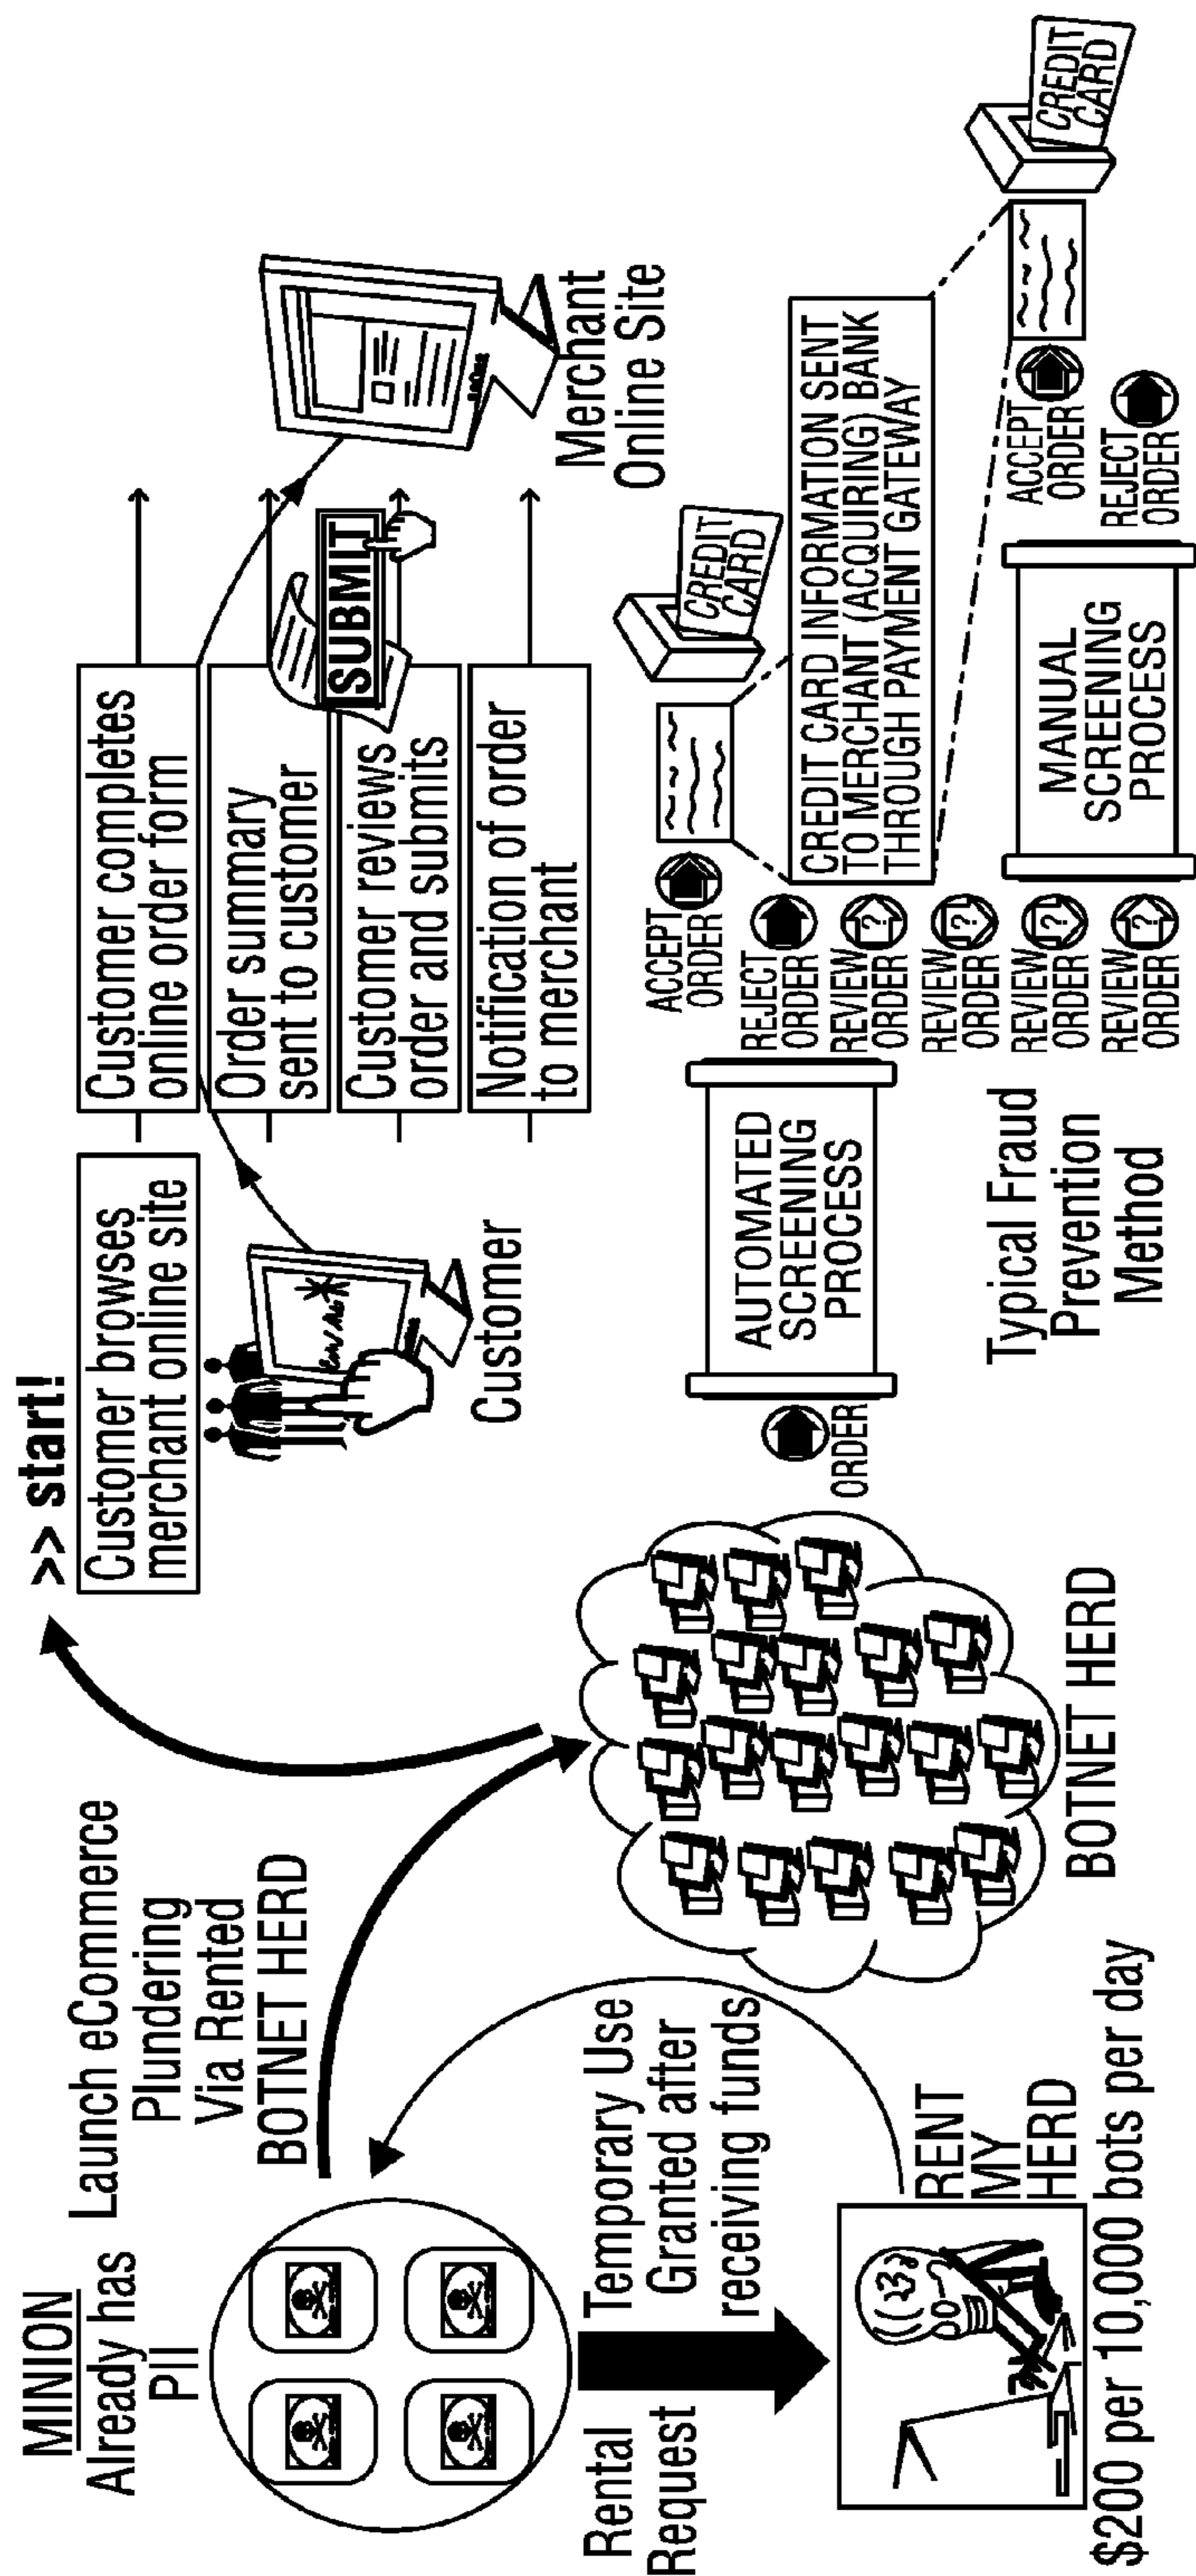 MINION
Already has
PII
Launch eCommerce
Plundering
Via Rented
BOTNET HERD
Rental
Request
Temporary Use
Granted after
receiving funds
RENT
MY
HERD
$200 per 10,000 bots per day
BOTNET HERD
>> start!
Customer browses
merchant online site
Customer
Customer completes
online order form
Order summary
sent to customer
Customer reviews
order and submits
Notification of order
to merchant
SUBMIT
Merchant
Online Site
ORDER
AUTOMATED
SCREENING
PROCESS
Typical Fraud
Prevention
Method
ACCEPT
ORDER
REJECT
ORDER
REVIEW
ORDER
?
REVIEW
ORDER
?
REVIEW
ORDER
?
REVIEW
ORDER
?
CREDIT
CARD
CREDIT CARD INFORMATION SENT
TO MERCHANT (ACQUIRING) BANK
THROUGH PAYMENT GATEWAY
MANUAL
SCREENING
PROCESS
ACCEPT
ORDER
REJECT
ORDER
CREDIT
CARD